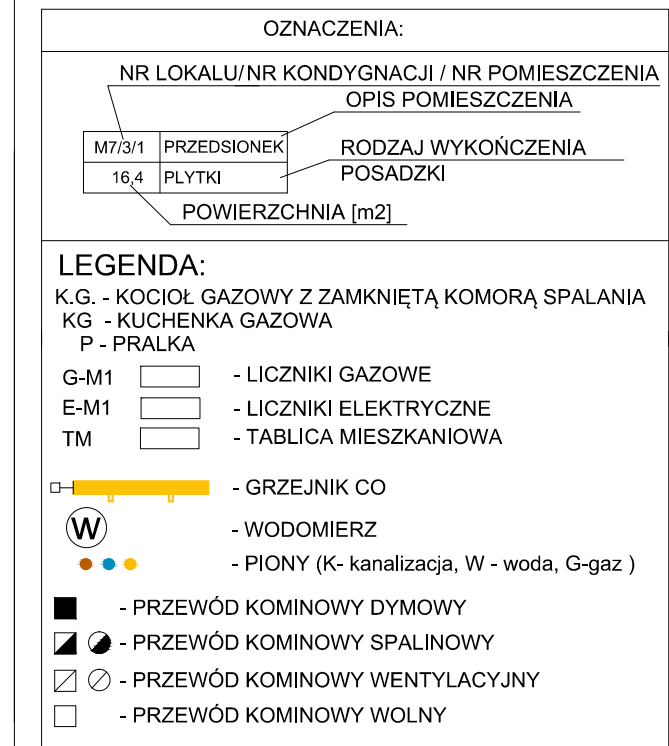 OZNACZENIA:
NR LOKALU/NR KONDYGNACJI / NR POMIESZCZENIA
OPIS POMIESZCZENIA
M7/3/1 PRZEDSIONEK
RODZAJ WYKOŃCZENIA
16,4 PLYTKI
POSADZKI
POWIERZCHNIA [m2]
LEGENDA:
K.G. - KOCIOŁ GAZOWY Z ZAMKNIĘTĄ KOMORĄ SPALANIA
KG - KUCHENKA GAZOWA
P - PRALKA
G-M1 - LICZNIKI GAZOWE
E-M1 - LICZNIKI ELEKTRYCZNE
TM - TABLICA MIESZKANIOWA
- GRZEJNIK CO
W - WODOMIERZ
- PIONY (K- kanalizacja, W - woda, G-gaz )
- PRZEWÓD KOMINOWY DYMOWY
- PRZEWÓD KOMINOWY SPALINOWY
- PRZEWÓD KOMINOWY WENTYLACYJNY
- PRZEWÓD KOMINOWY WOLNY